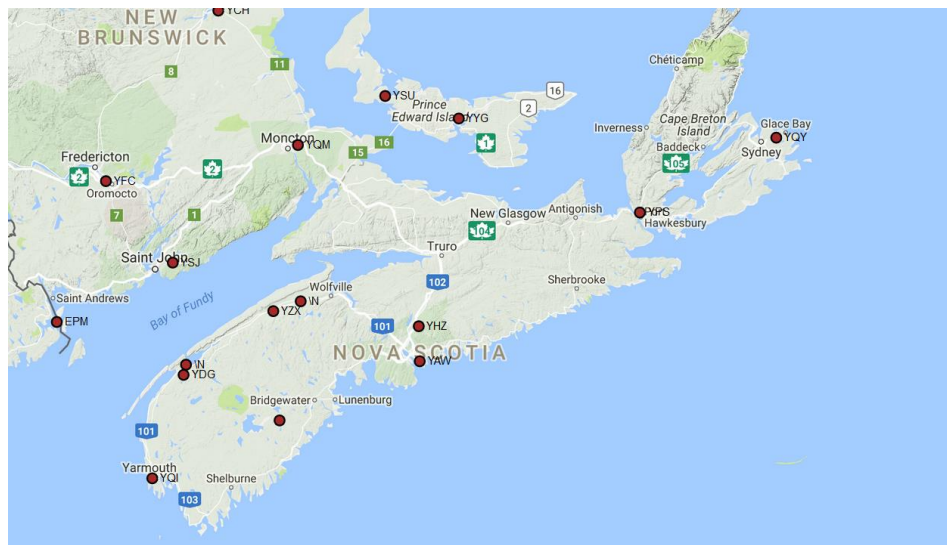 NEW
BRUNSWICK
YCH
8
11
Chéticamp
YSU
16
2
Prince
Edward Island
YYG
1
Cape Breton
Island
Glace Bay
YQY
Sydney
Inverness
Baddeck
105
Moncton
YQM
16
15
Fredericton
2
2
YFC
Oromocto
7
1
New Glasgow
Antigonish
104
YPS
Hawkesbury
Truro
Saint John
YSJ
102
Sherbrooke
Wolfville
Saint Andrews
Bay of Fundy
\N
YZX
EPM
101
YHZ
NOVA SCOTIA
YAW
\N
YDG
Bridgewater
Lunenburg
101
Yarmouth
YQI
Shelburne
103